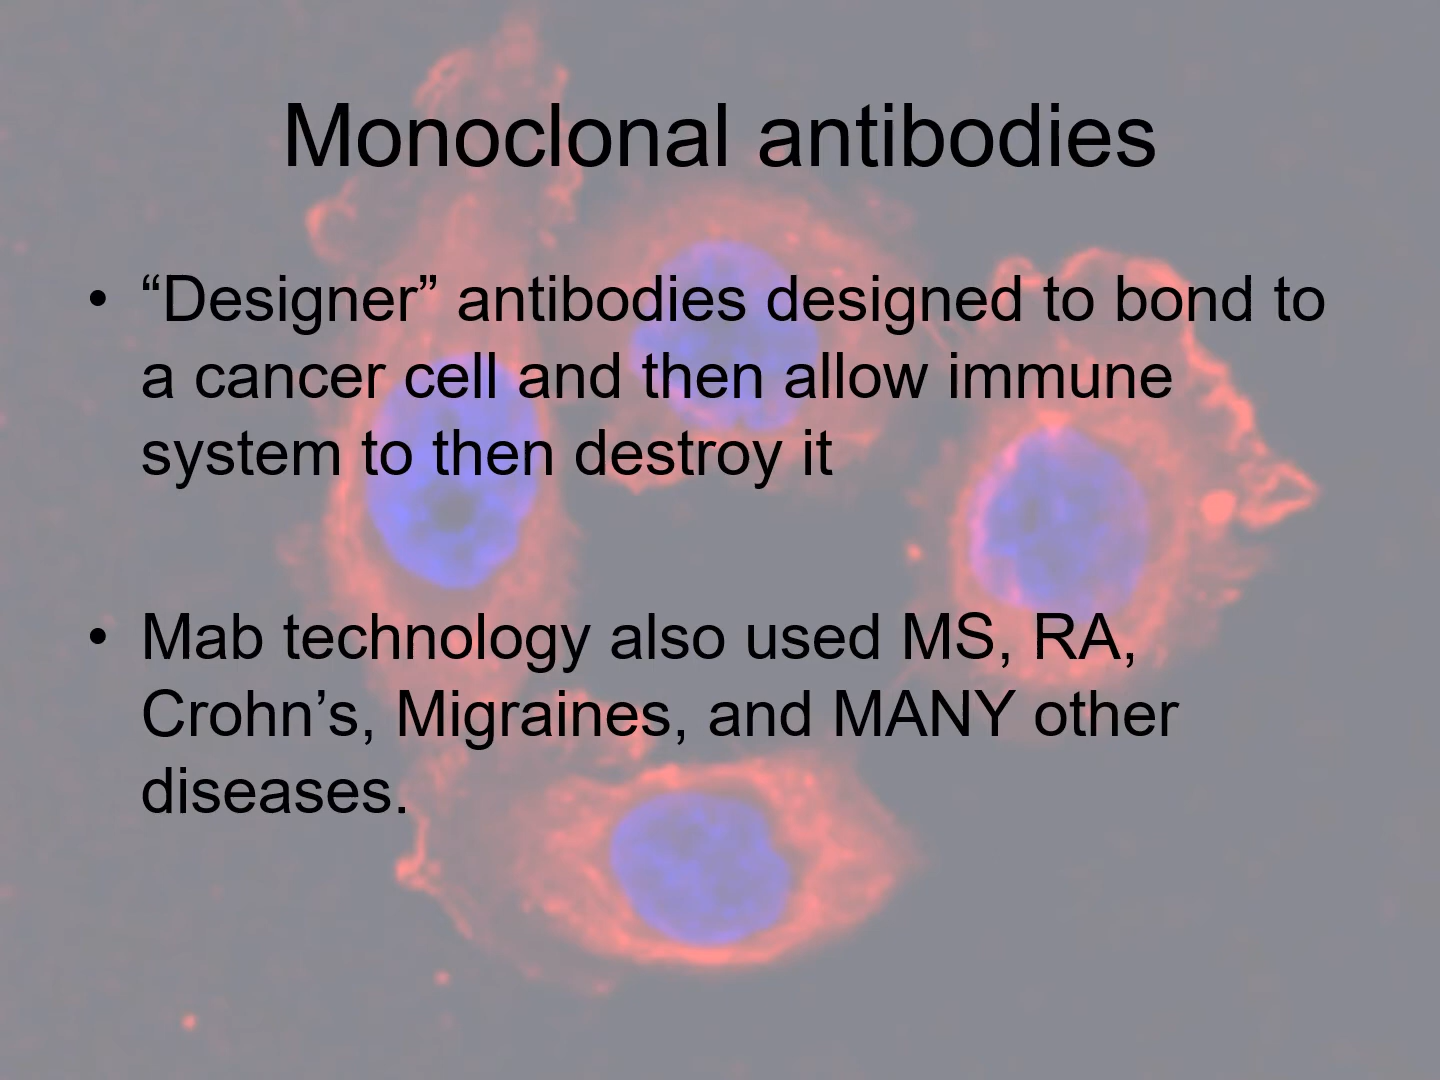 Monoclonal antibodies
• “Designer” antibodies designed to bond to
a cancer cell and then allow immune
system to then destroy it
• Mab technology also used MS, RA,
Crohn’s, Migraines, and MANY other
diseases.